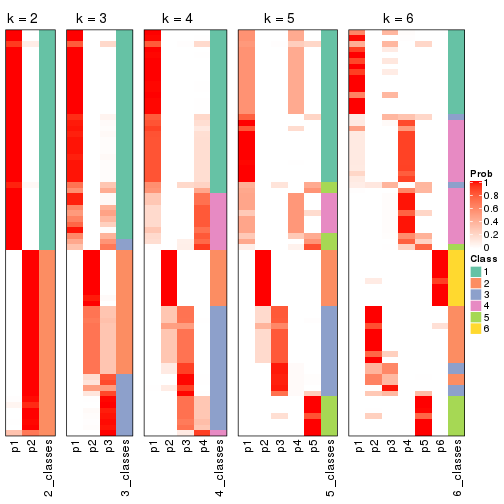 k = 2
k = 3
k = 4
k = 5
k = 6
p1
p2
2_classes
p1
p2
p3
3_classes
p1
p2
p3
p4
4_classes
p1
p2
p3
p4
p5
5_classes
p1
p2
p3
p4
p5
p6
6_classes
Prob
1
0.8
0.6
0.4
0.2
0
Class
1
2
3
4
5
6